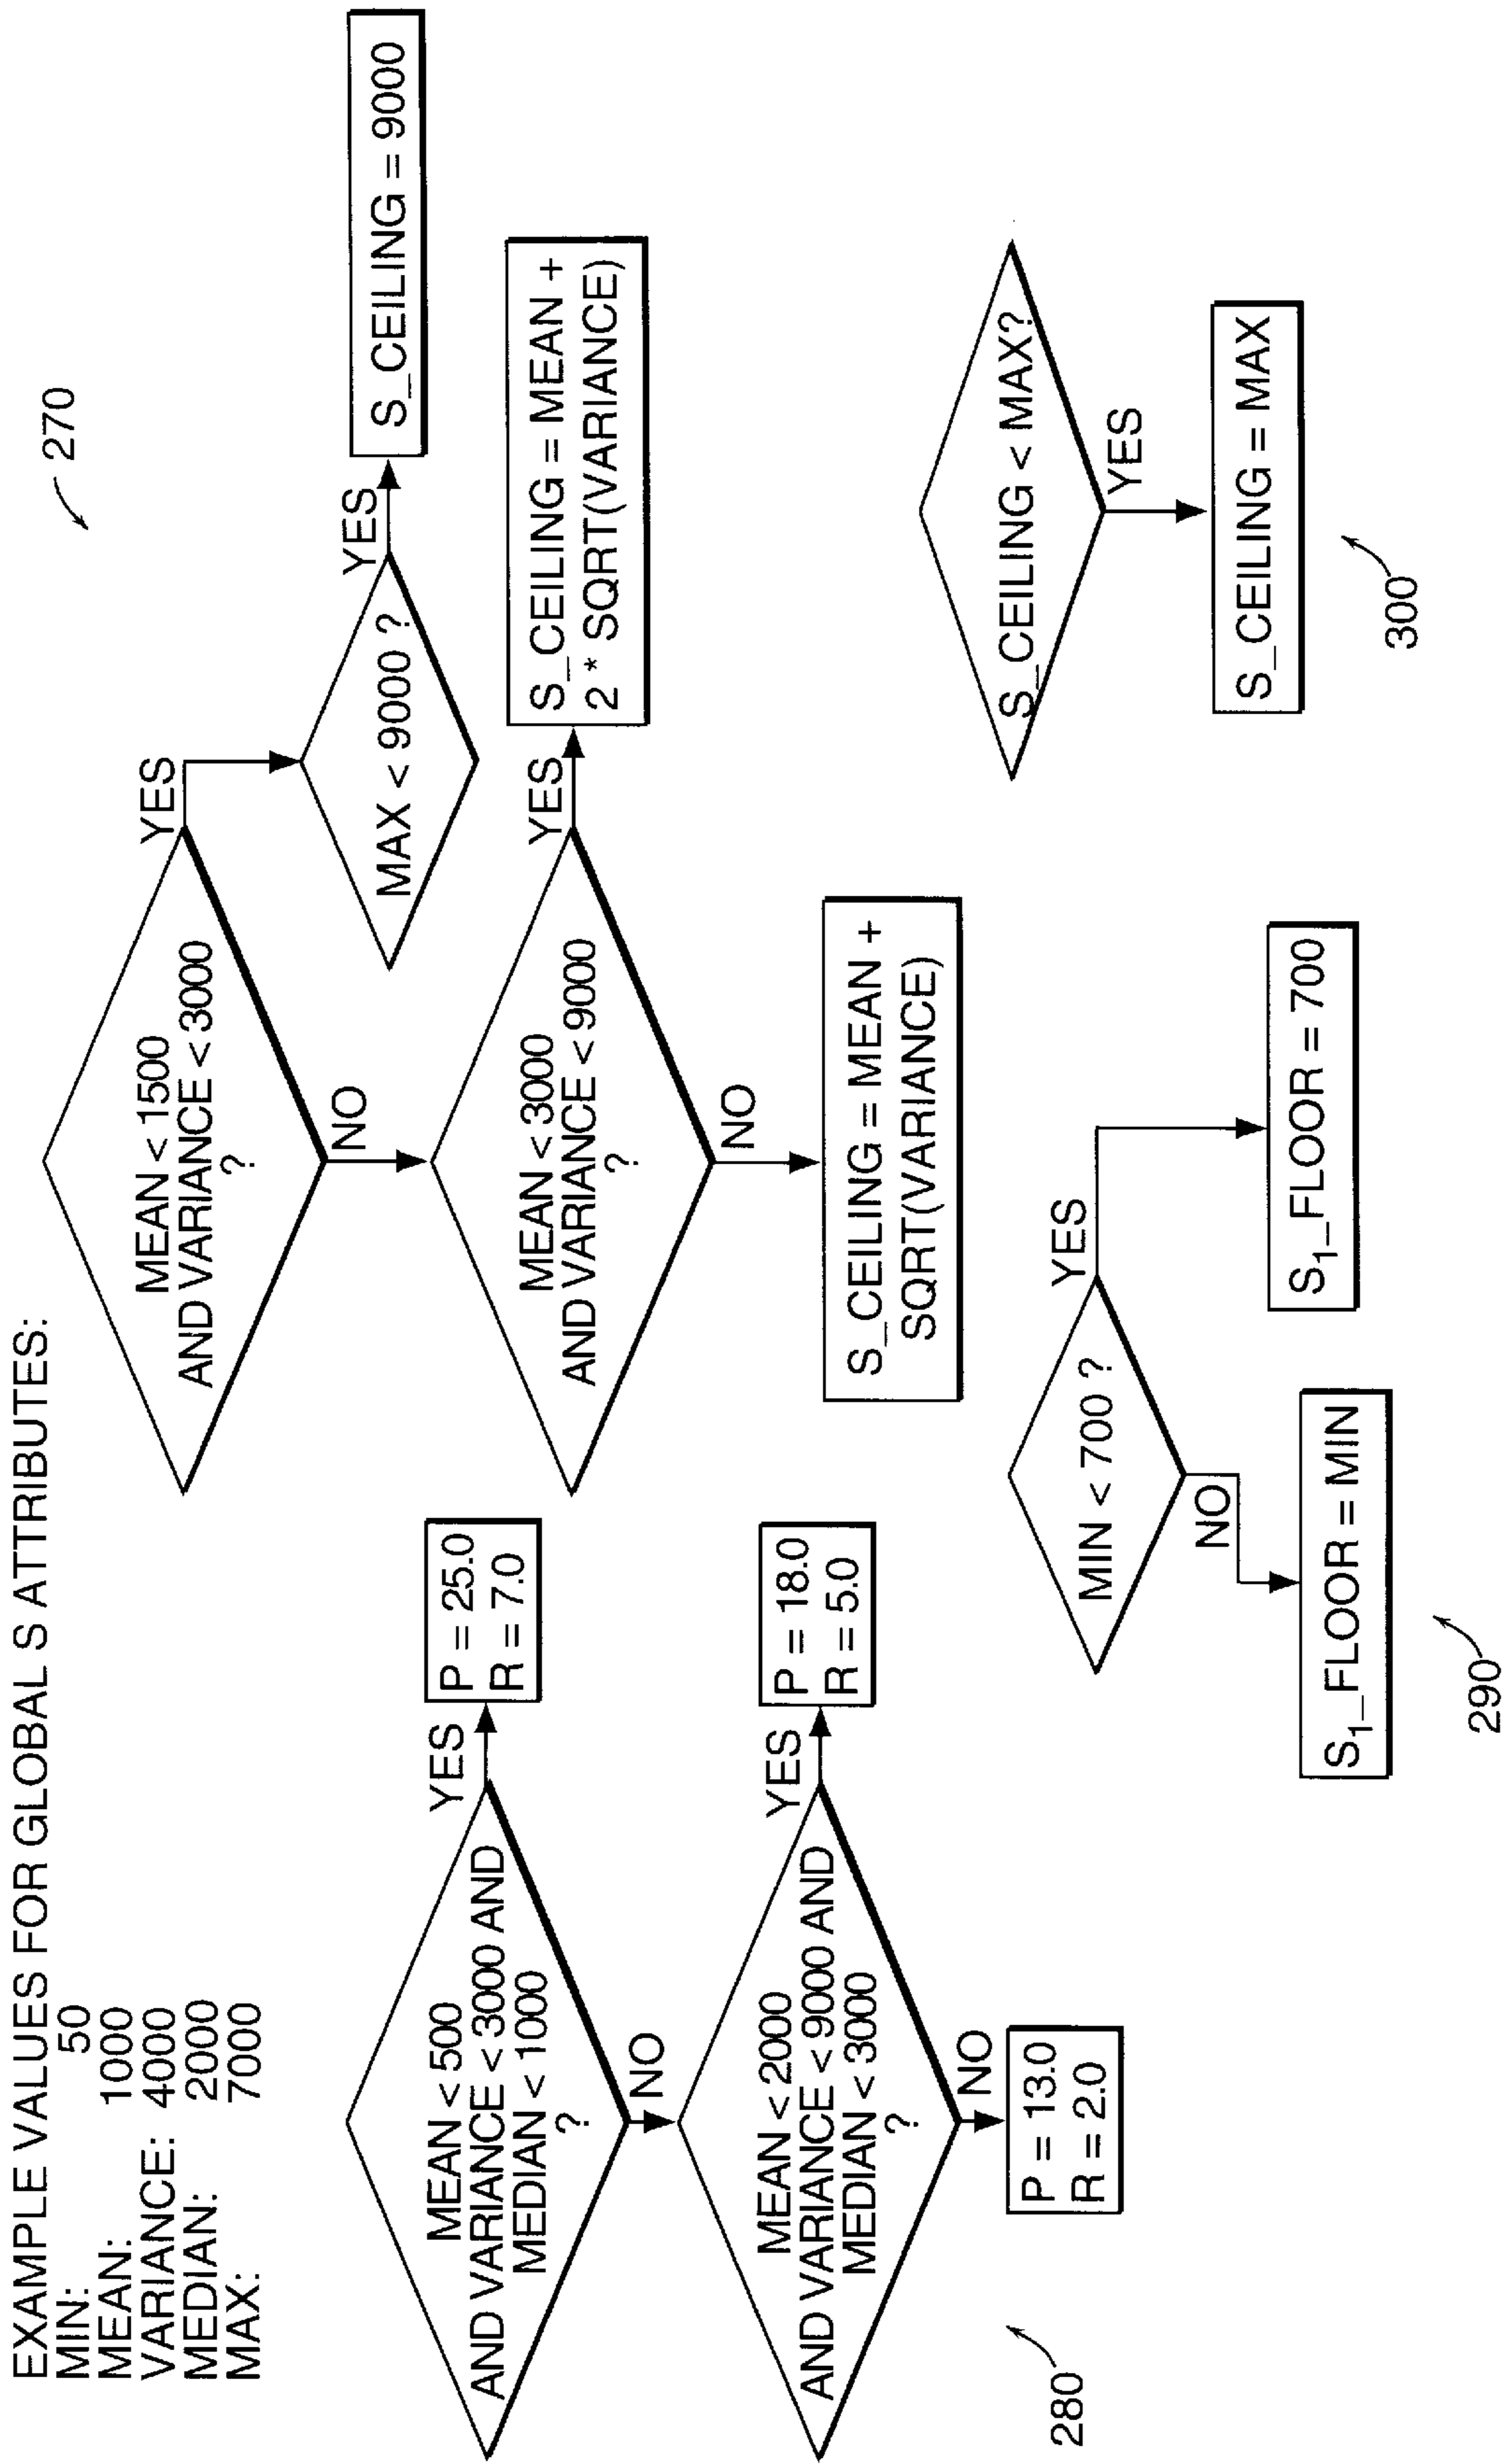 EXAMPLE VALUES FOR GLOBAL S ATTRIBUTES:
MIN: 50
MEAN: 1000
VARIANCE: 4000
MEDIAN: 2000
MAX: 7000
270
MEAN < 1500
AND VARIANCE < 3000
?
YES
NO
MAX < 9000 ?
YES
S_CEILING = 9000
MEAN < 3000
AND VARIANCE < 9000
?
YES
NO
S_CEILING = MEAN +
2 * SQRT(VARIANCE)
S_CEILING = MEAN +
SQRT(VARIANCE)
MEAN < 500
AND VARIANCE < 3000 AND
MEDIAN < 1000
?
YES
NO
P = 25.0
R = 7.0
MEAN < 2000
AND VARIANCE < 9000 AND
MEDIAN < 3000
?
YES
NO
P = 18.0
R = 5.0
P = 13.0
R = 2.0
280
MIN < 700 ?
YES
NO
S₁_FLOOR = 700
S₁_FLOOR = MIN
290
S_CEILING < MAX?
YES
S_CEILING = MAX
300